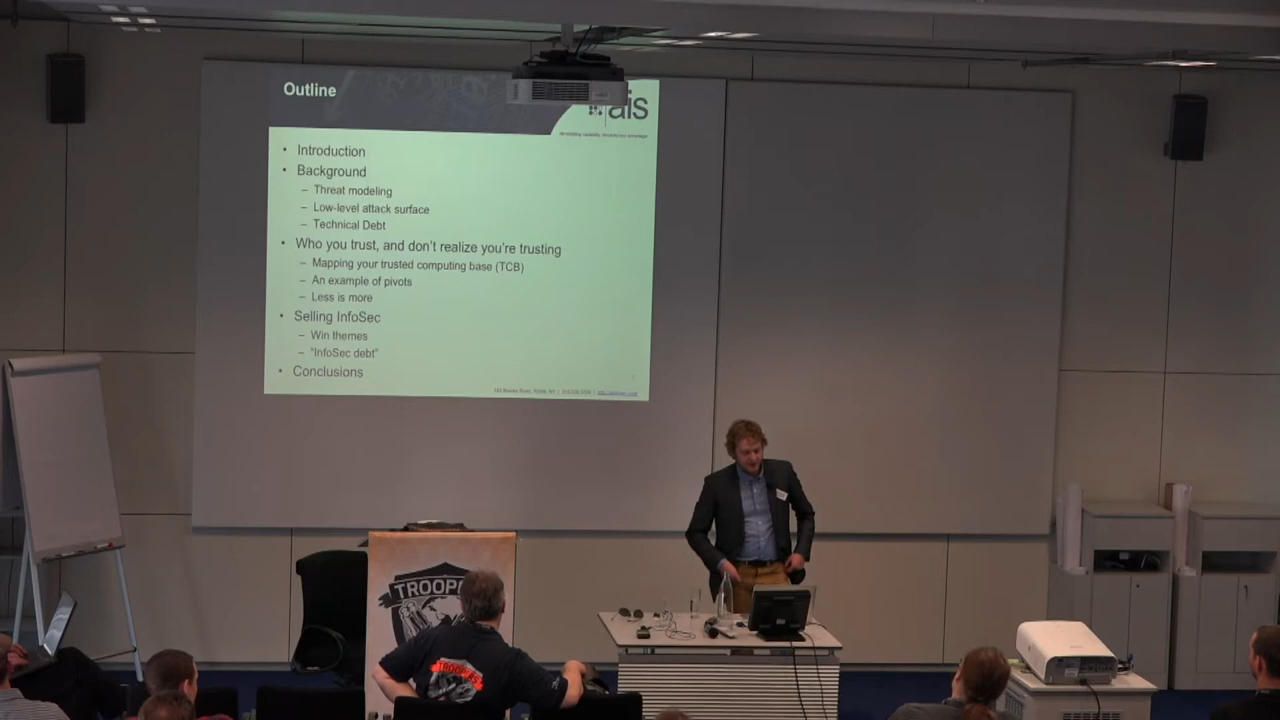 Outline
ais
• Introduction
• Background
– Threat modeling
– Low-level attack surface
– Technical Debt
• Who you trust, and don't realize you're trusting
– Mapping your trusted computing base (TCB)
– An example of pivots
– Less is more
• Selling InfoSec
– Win themes
– "InfoSec debt"
• Conclusions
TROOPE
TROOPERS